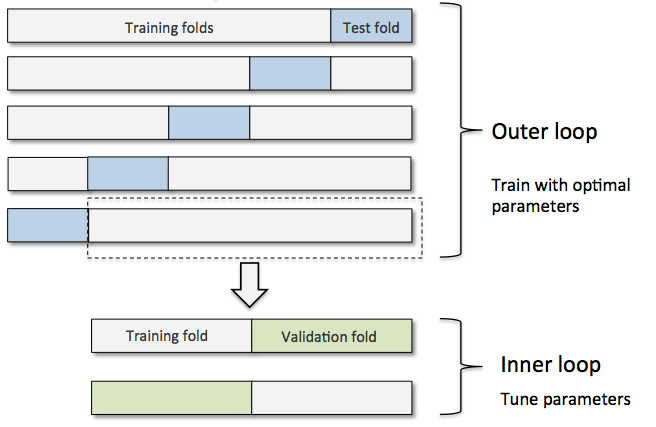 Training folds
Test fold
Outer loop
Train with optimal
parameters
Training fold
Validation fold
Inner loop
Tune parameters